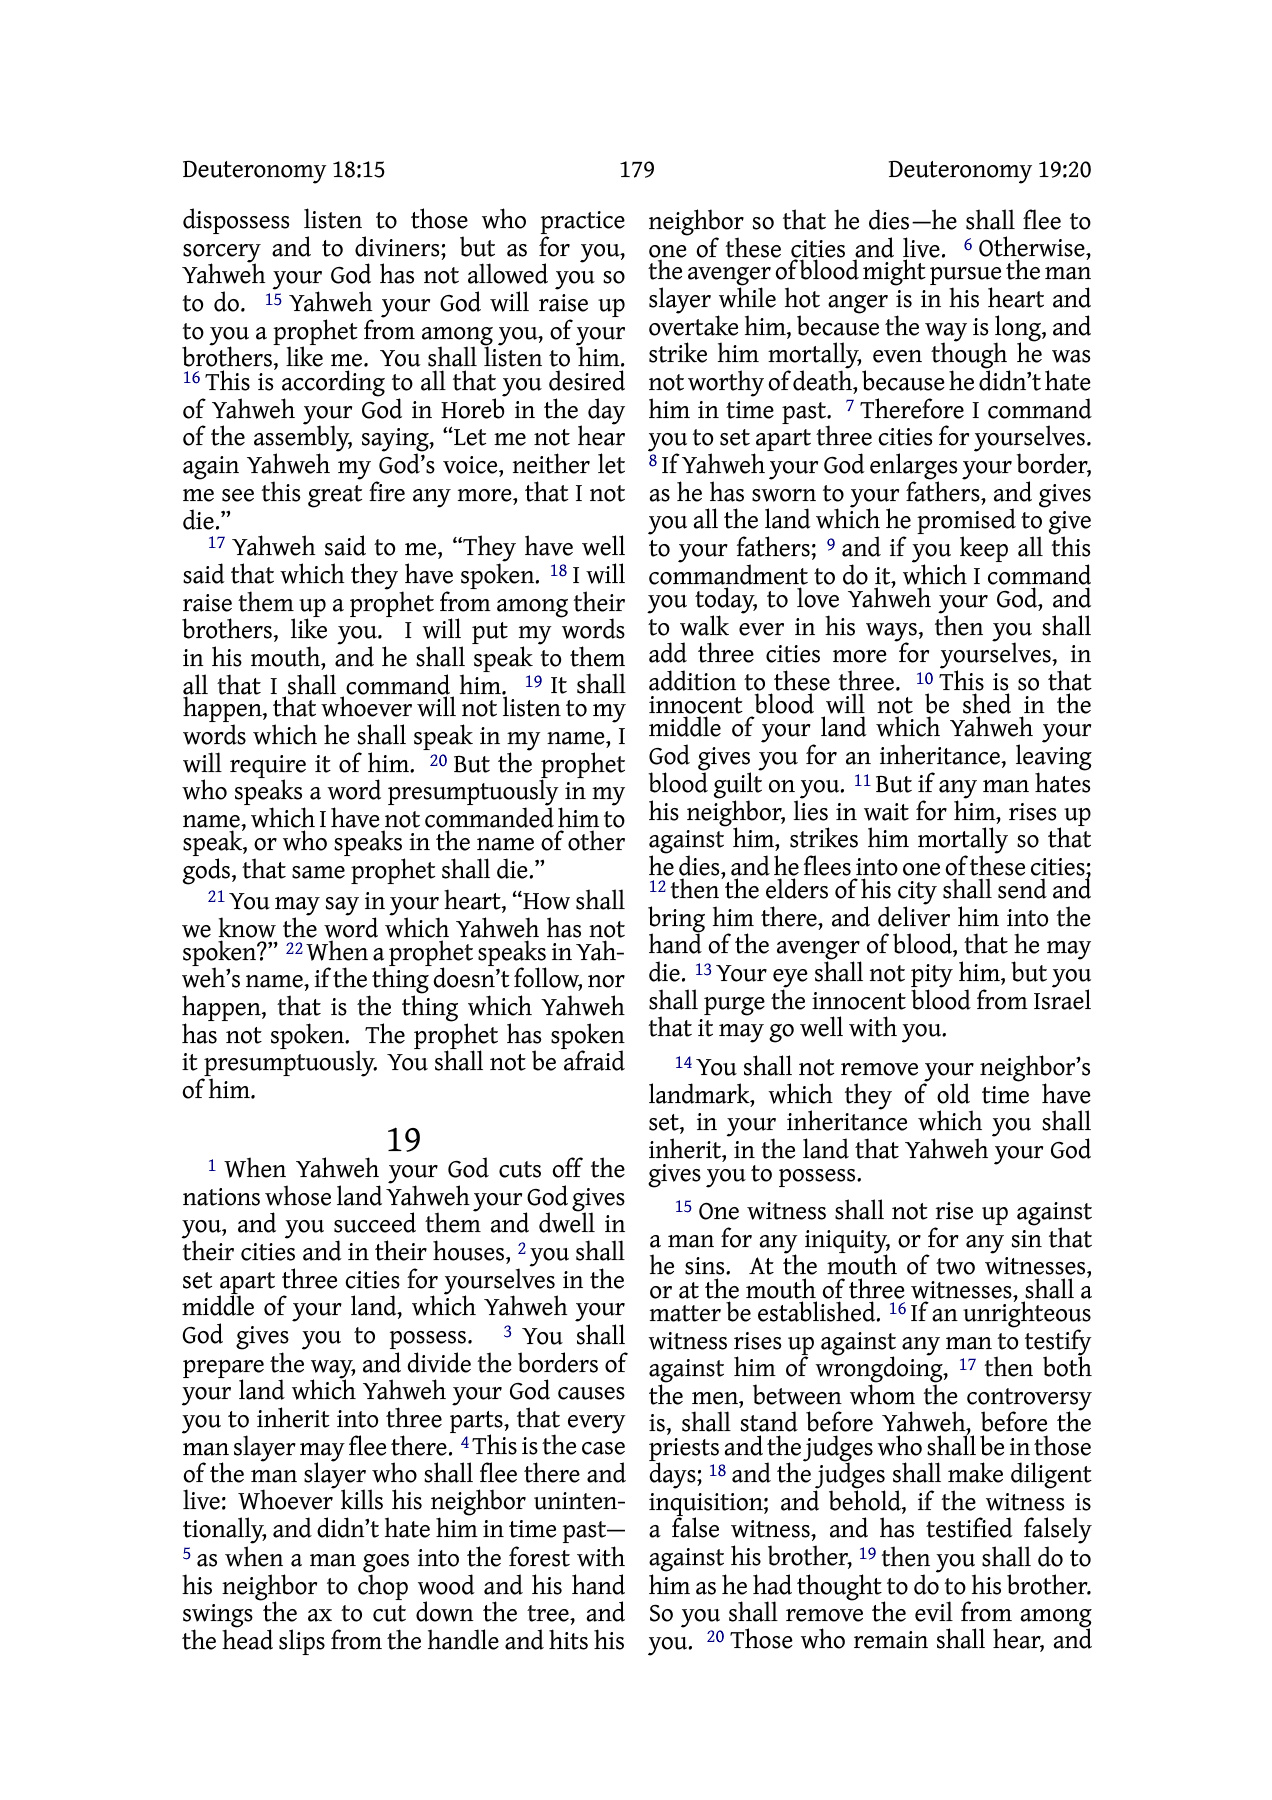 Deuteronomy 18:15 179 Deuteronomy 19:20
dispossess listen to those who practice
sorcery and to diviners; but as for you,
Yahweh your God has not allowed you so
to do. 15 Yahweh your God will raise up
to you a prophet from among you, of your
brothers, like me. You shall listen to him.
16 This is according to all that you desired
of Yahweh your God in Horeb in the day
of the assembly, saying, “Let me not hear
again Yahweh my God’s voice, neither let
me see this great fire any more, that I not
die.”
17 Yahweh said to me, “They have well
said that which they have spoken. 18 I will
raise them up a prophet from among their
brothers, like you. I will put my words
in his mouth, and he shall speak to them
all that I shall command him. 19 It shall
happen, that whoever will not listen to my
words which he shall speak in my name, I
will require it of him. 20 But the prophet
who speaks a word presumptuously in my
name, which I have not commanded him to
speak, or who speaks in the name of other
gods, that same prophet shall die.”
21 You may say in your heart, “How shall
we know the word which Yahweh has not
spoken?” 22 When a prophet speaks in Yah-
weh’s name, if the thing doesn’t follow, nor
happen, that is the thing which Yahweh
has not spoken. The prophet has spoken
it presumptuously. You shall not be afraid
of him.
19
1 When Yahweh your God cuts off the
nations whose land Yahweh your God gives
you, and you succeed them and dwell in
their cities and in their houses, 2 you shall
set apart three cities for yourselves in the
middle of your land, which Yahweh your
God gives you to possess. 3 You shall
prepare the way, and divide the borders of
your land which Yahweh your God causes
you to inherit into three parts, that every
man slayer may flee there. 4 This is the case
of the man slayer who shall flee there and
live: Whoever kills his neighbor uninten-
tionally, and didn’t hate him in time past—
5 as when a man goes into the forest with
his neighbor to chop wood and his hand
swings the ax to cut down the tree, and
the head slips from the handle and hits his
neighbor so that he dies—he shall flee to
one of these cities and live. 6 Otherwise,
the avenger of blood might pursue the man
slayer while hot anger is in his heart and
overtake him, because the way is long, and
strike him mortally, even though he was
not worthy of death, because he didn’t hate
him in time past. 7 Therefore I command
you to set apart three cities for yourselves.
8 If Yahweh your God enlarges your border,
as he has sworn to your fathers, and gives
you all the land which he promised to give
to your fathers; 9 and if you keep all this
commandment to do it, which I command
you today, to love Yahweh your God, and
to walk ever in his ways, then you shall
add three cities more for yourselves, in
addition to these three. 10 This is so that
innocent blood will not be shed in the
middle of your land which Yahweh your
God gives you for an inheritance, leaving
blood guilt on you. 11 But if any man hates
his neighbor, lies in wait for him, rises up
against him, strikes him mortally so that
he dies, and he flees into one of these cities;
12 then the elders of his city shall send and
bring him there, and deliver him into the
hand of the avenger of blood, that he may
die. 13 Your eye shall not pity him, but you
shall purge the innocent blood from Israel
that it may go well with you.
14 You shall not remove your neighbor’s
landmark, which they of old time have
set, in your inheritance which you shall
inherit, in the land that Yahweh your God
gives you to possess.
15 One witness shall not rise up against
a man for any iniquity, or for any sin that
he sins. At the mouth of two witnesses,
or at the mouth of three witnesses, shall a
matter be established. 16 If an unrighteous
witness rises up against any man to testify
against him of wrongdoing, 17 then both
the men, between whom the controversy
is, shall stand before Yahweh, before the
priests and the judges who shall be in those
days; 18 and the judges shall make diligent
inquisition; and behold, if the witness is
a false witness, and has testified falsely
against his brother, 19 then you shall do to
him as he had thought to do to his brother.
So you shall remove the evil from among
you. 20 Those who remain shall hear, and